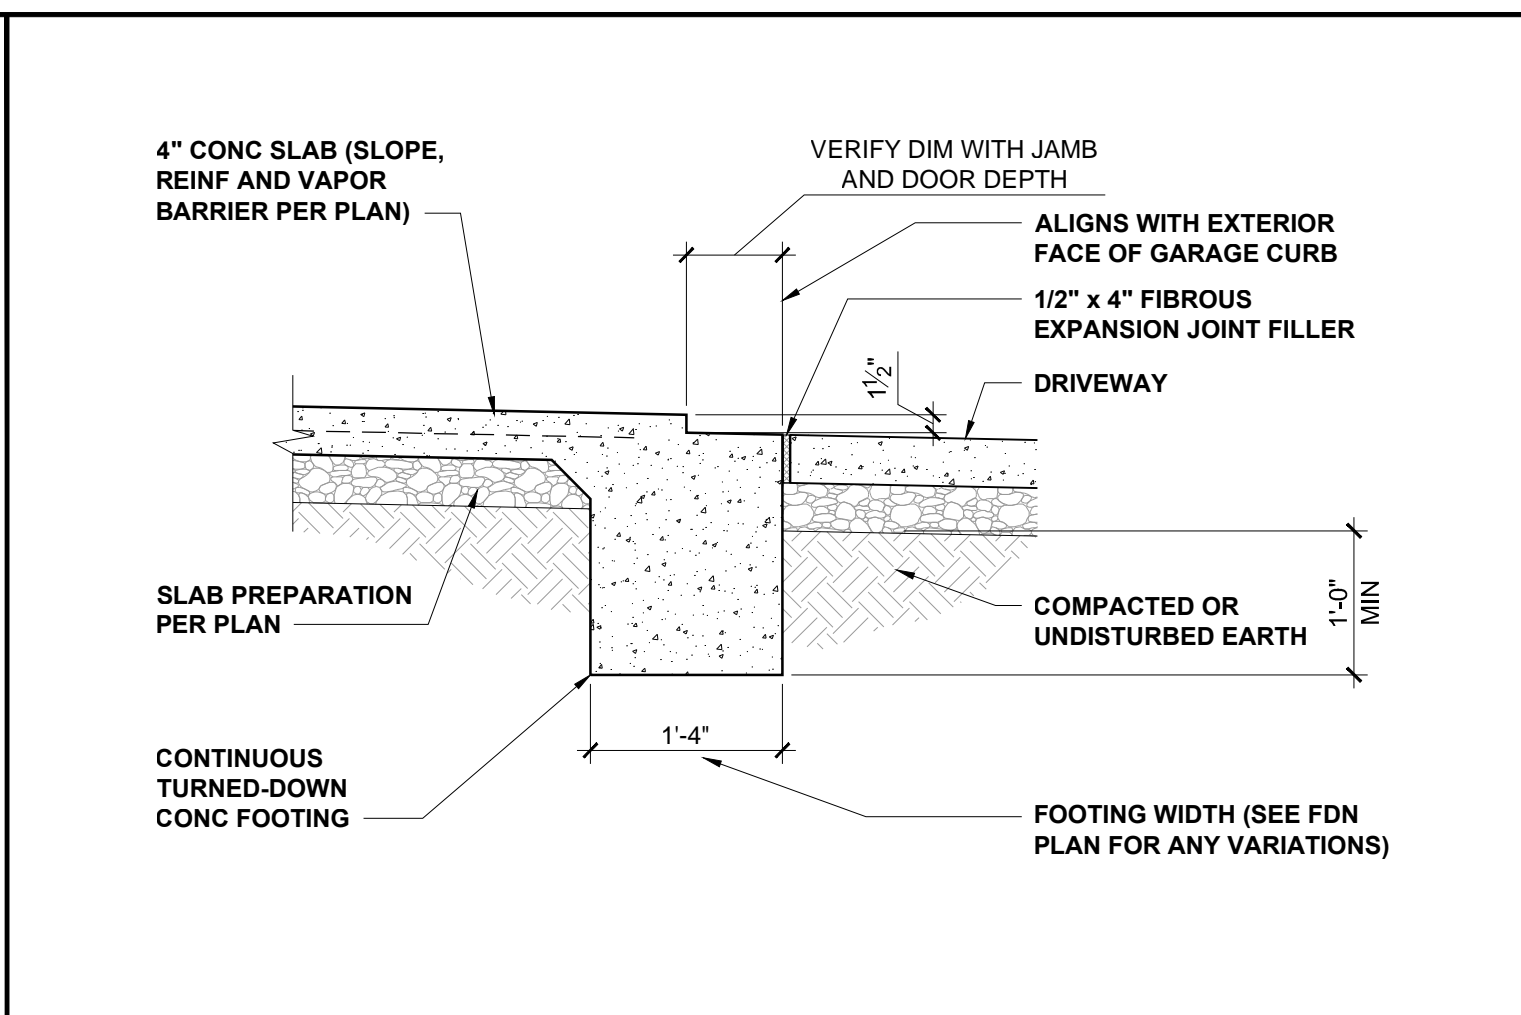 4" CONC SLAB (SLOPE,
REINF AND VAPOR
BARRIER PER PLAN)
VERIFY DIM WITH JAMB
AND DOOR DEPTH
ALIGNS WITH EXTERIOR
FACE OF GARAGE CURB
1/2" x 4" FIBROUS
EXPANSION JOINT FILLER
1½"
DRIVEWAY
SLAB PREPARATION
PER PLAN
COMPACTED OR
UNDISTURBED EARTH
1'-0"
MIN
1'-4"
CONTINUOUS
TURNED-DOWN
CONC FOOTING
FOOTING WIDTH (SEE FDN
PLAN FOR ANY VARIATIONS)